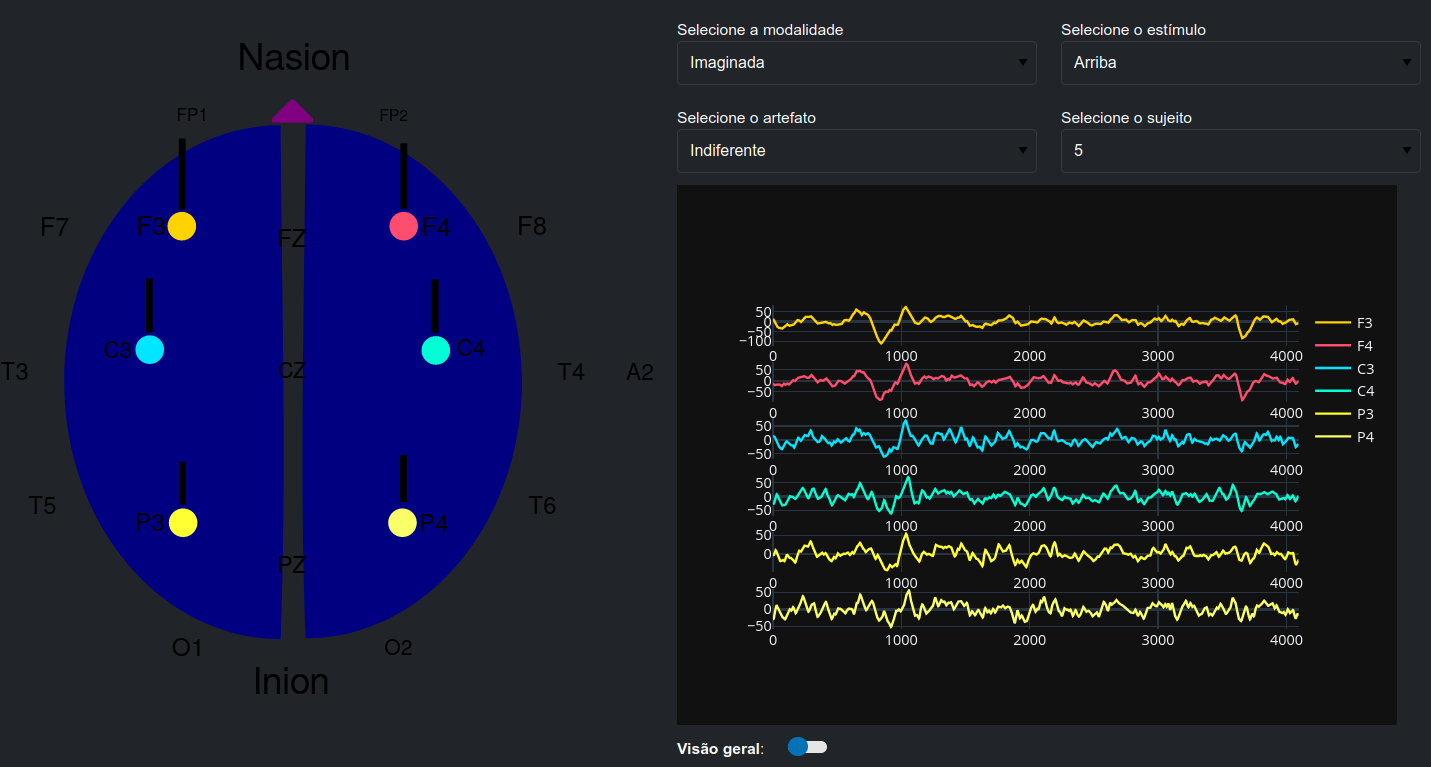 Nasion
FP1
FP2
F7
F3
F4
F8
FZ
C3
C4
T3
CZ
T4
A2
T5
P3
P4
T6
PZ
O1
O2
Inion
Selecione a modalidade
Imaginada
Selecione o estímulo
Arriba
Selecione o artefato
Indiferente
Selecione o sujeito
5
50
0
−50
−100
0 1000 2000 3000 4000
50
0
−50
0 1000 2000 3000 4000
50
0
−50
0 1000 2000 3000 4000
50
0
−50
0 1000 2000 3000 4000
50
0
0 1000 2000 3000 4000
50
0
−50
0 1000 2000 3000 4000
F3
F4
C3
C4
P3
P4
Visão geral: